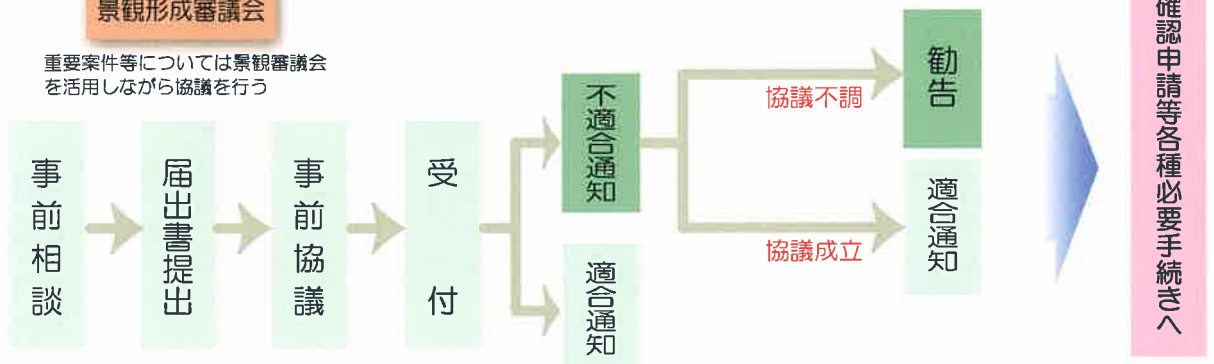 景観形成審議会
重要案件等については景観審議会
を活用しながら協議を行う
事前相談
届出書提出
事前協議
受付
不適合通知
適合通知
協議不調
協議成立
勧告
適合通知
確認申請等各種必要手続きへ